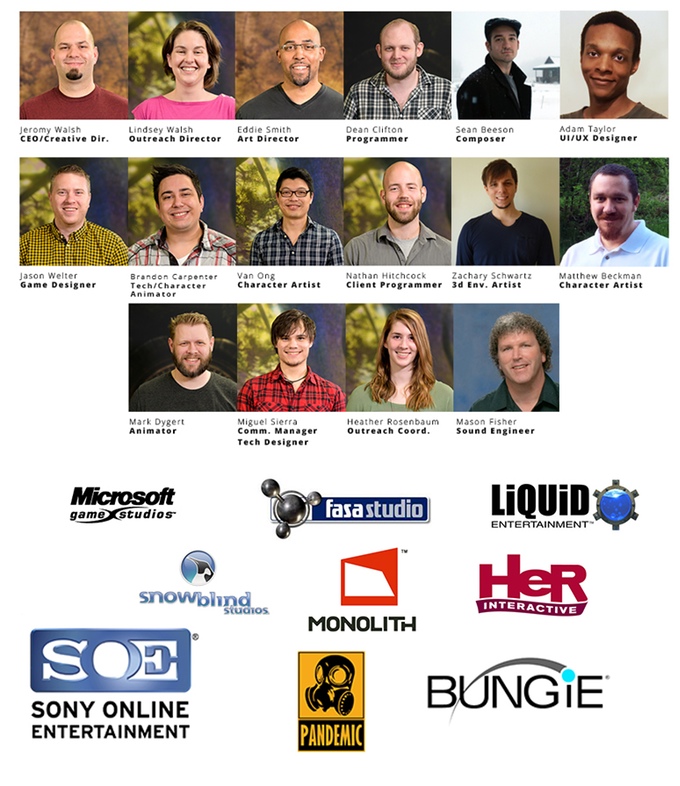 Jeromy Walsh
CEO/Creative Dir.
Lindsey Walsh
Outreach Director
Eddie Smith
Art Director
Dean Clifton
Programmer
Sean Beeson
Composer
Adam Taylor
UI/UX Designer
Jason Welter
Game Designer
Brandon Carpenter
Tech/Character
Animator
Van Ong
Character Artist
Nathan Hitchcock
Client Programmer
Zachary Schwartz
3d Env. Artist
Matthew Beckman
Character Artist
Mark Dygert
Animator
Miguel Sierra
Comm. Manager
Tech Designer
Heather Rosenbaum
Outreach Coord.
Mason Fisher
Sound Engineer
Microsoft
game studios™
fasa studio
LiQUiD
ENTERTAINMENT™
snowblind
studios
™
MONOLITH
HeR
INTERACTIVE
SOE®
SONY ONLINE
ENTERTAINMENT
PANDEMIC
BUNGiE®